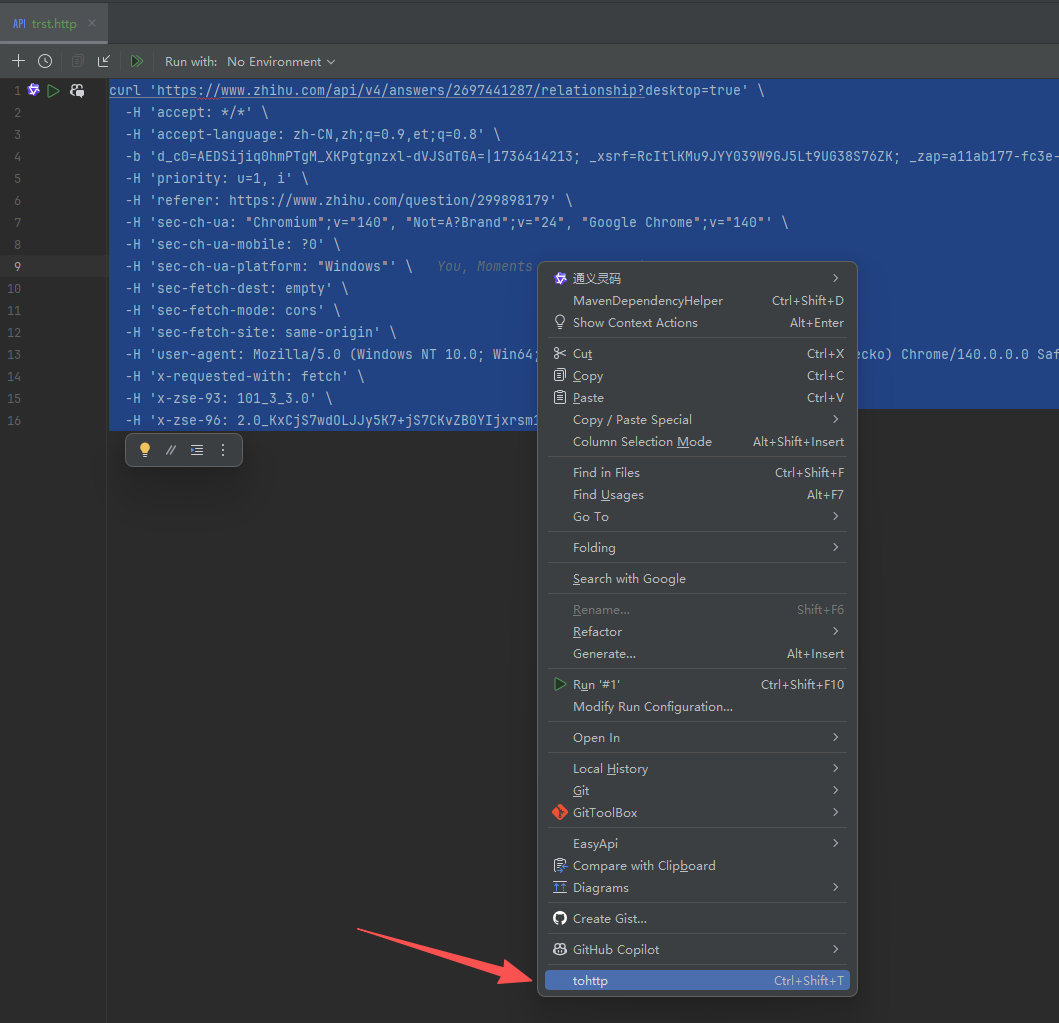 API trst.http ×
Run with: No Environment
1 curl 'https://www.zhihu.com/api/v4/answers/2697441287/relationship?desktop=true' \
2 -H 'accept: */*' \
3 -H 'accept-language: zh-CN,zh;q=0.9,et;q=0.8' \
4 -b 'd_c0=AEDSijiq0hmPTgM_XKPgtgnzxl-dVJSdTGA=|1736414213; _xsrf=RcItlKMu9JYY039W9GJ5Lt9UG38S76ZK; _zap=a11ab177-fc3e-
5 -H 'priority: u=1, i' \
6 -H 'referer: https://www.zhihu.com/question/299898179' \
7 -H 'sec-ch-ua: "Chromium";v="140", "Not=A?Brand";v="24", "Google Chrome";v="140"' \
8 -H 'sec-ch-ua-mobile: ?0' \
9 -H 'sec-ch-ua-platform: "Windows"' \ You, Moments
10 -H 'sec-fetch-dest: empty' \
11 -H 'sec-fetch-mode: cors' \
12 -H 'sec-fetch-site: same-origin' \
13 -H 'user-agent: Mozilla/5.0 (Windows NT 10.0; Win64; ecko) Chrome/140.0.0.0 Saf
14 -H 'x-requested-with: fetch' \
15 -H 'x-zse-93: 101_3_3.0' \
16 -H 'x-zse-96: 2.0_KxCjS7wdOLJJy5K7+jS7CKvZB0YIjxrsm1
通义灵码
MavenDependencyHelper Ctrl+Shift+D
Show Context Actions Alt+Enter
Cut Ctrl+X
Copy Ctrl+C
Paste Ctrl+V
Copy / Paste Special
Column Selection Mode Alt+Shift+Insert
Find in Files Ctrl+Shift+F
Find Usages Alt+F7
Go To
Folding
Search with Google
Rename... Shift+F6
Refactor
Generate... Alt+Insert
Run '#1' Ctrl+Shift+F10
Modify Run Configuration...
Open In
Local History
Git
GitToolBox
EasyApi
Compare with Clipboard
Diagrams
Create Gist...
GitHub Copilot
tohttp Ctrl+Shift+T